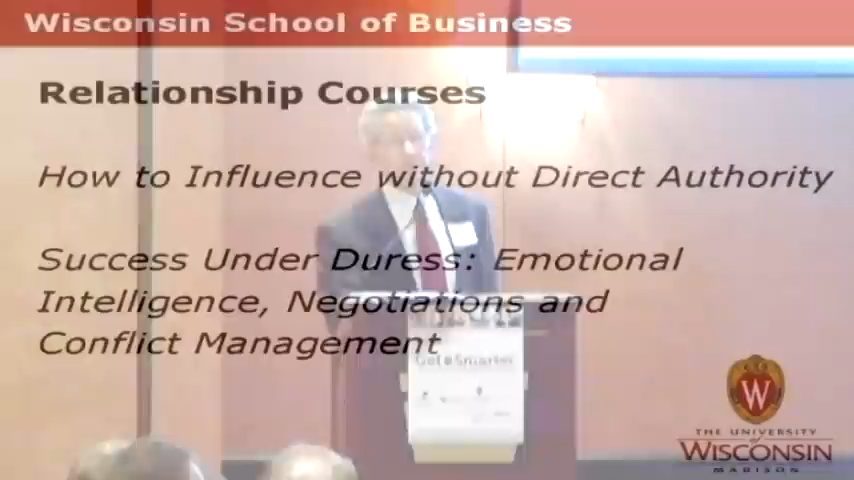 Wisconsin School of Business
Relationship Courses
How to Influence without Direct Authority
Success Under Duress: Emotional
Intelligence, Negotiations and
Conflict Management
Smarter
W
THE UNIVERSITY
of
WISCONSIN
MADISON